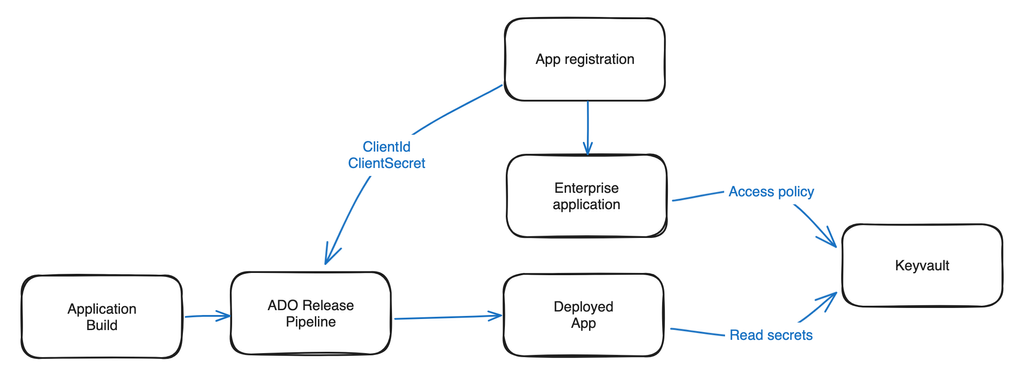 App registration
ClientId
ClientSecret
Enterprise
application
Access policy
Keyvault
Application
Build
ADO Release
Pipeline
Deployed
App
Read secrets